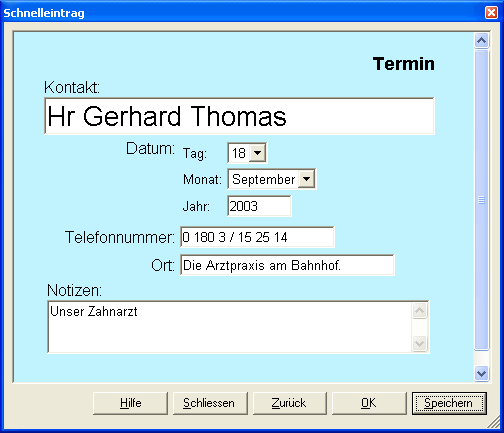 Schnelleintrag
Termin
Kontakt:
Hr Gerhard Thomas
Datum: Tag: 18
Monat: September
Jahr: 2003
Telefonnummer: 0 180 3 / 15 25 14
Ort: Die Arztpraxis am Bahnhof.
Notizen:
Unser Zahnarzt
Hilfe Schliessen Zurück OK Speichern